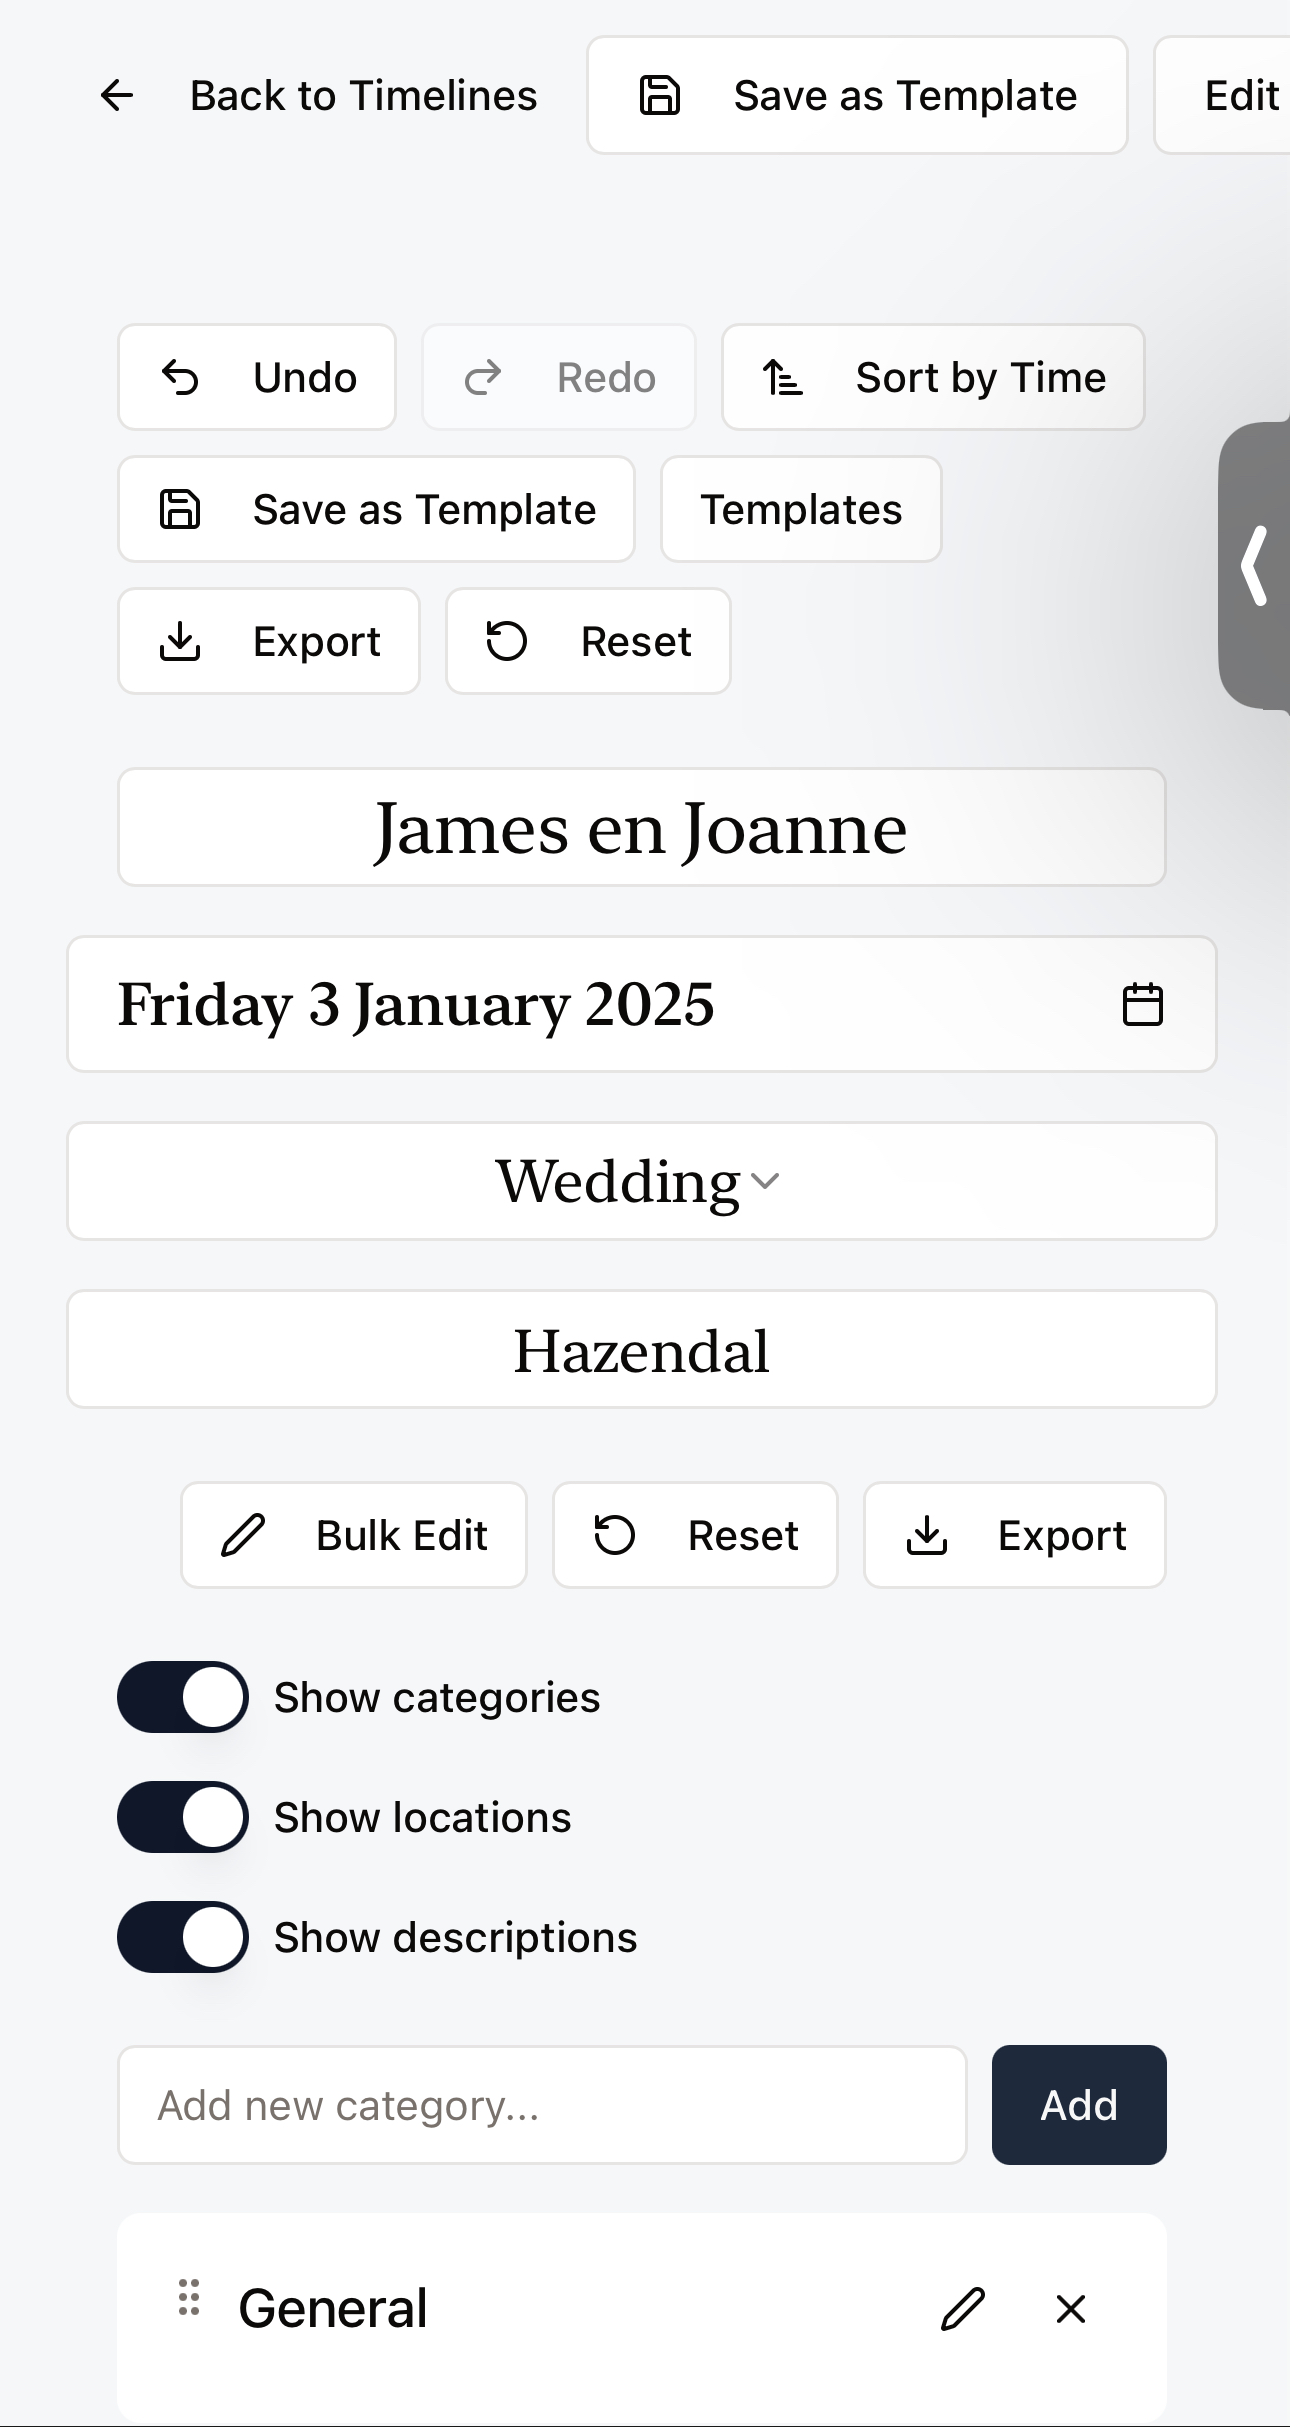 Back to Timelines Save as Template Edit
Undo Redo Sort by Time
Save as Template Templates
Export Reset
James en Joanne
Friday 3 January 2025
Wedding
Hazendal
Bulk Edit Reset Export
Show categories
Show locations
Show descriptions
Add new category... Add
General